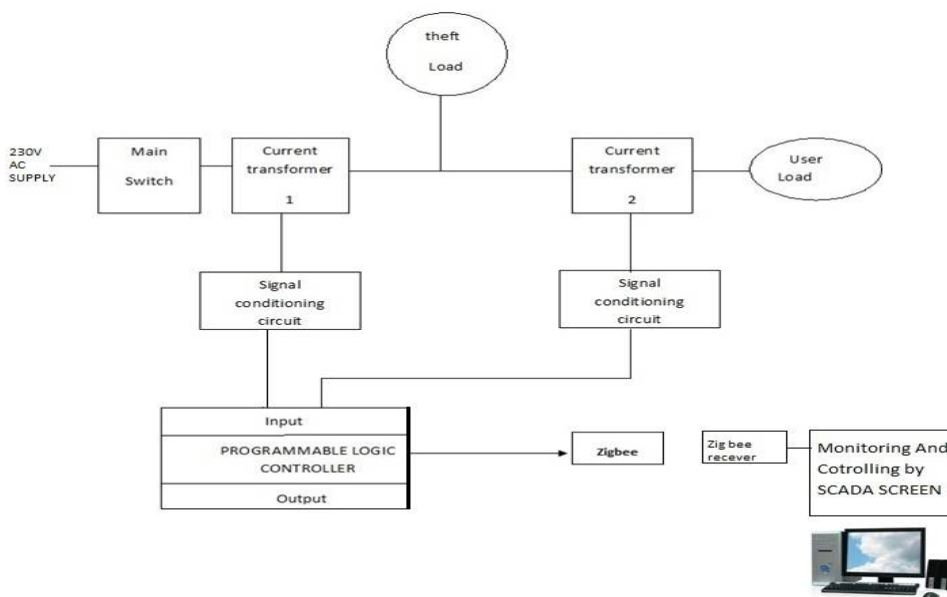 theft
Load
230V
AC
SUPPLY
Main
Switch
Current
transformer
1
Current
transformer
2
User
Load
Signal
conditioning
circuit
Signal
conditioning
circuit
Input
PROGRAMMABLE LOGIC
CONTROLLER
Output
Zigbee
Zig bee
recever
Monitoring And
Cotrolling by
SCADA SCREEN